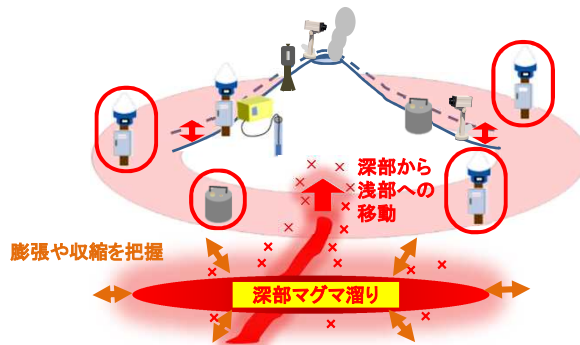 深部から
浅部への
移動
膨張や収縮を把握
深部マグマ溜り